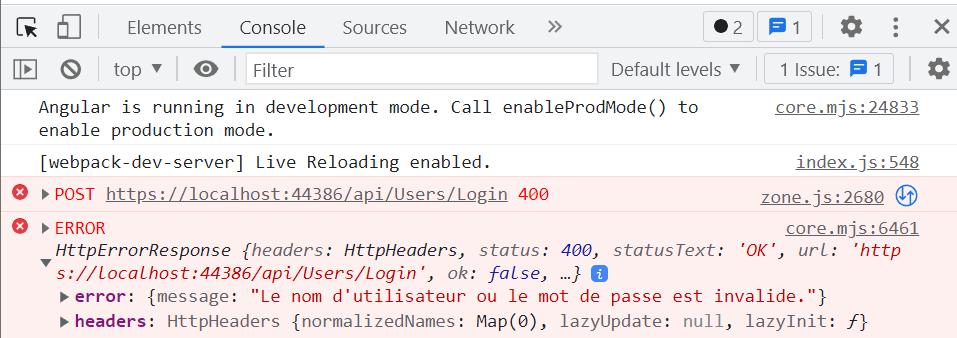 Elements Console Sources Network 2 1
top Filter Default levels 1 Issue: 1
Angular is running in development mode. Call enableProdMode() to core.mjs:24833
enable production mode.
[webpack-dev-server] Live Reloading enabled. index.js:548
POST https://localhost:44386/api/Users/Login 400 zone.js:2680
ERROR core.mjs:6461
HttpErrorResponse {headers: HttpHeaders, status: 400, statusText: 'OK', url: 'http
s://localhost:44386/api/Users/Login', ok: false, …}
error: {message: "Le nom d'utilisateur ou le mot de passe est invalide."}
headers: HttpHeaders {normalizedNames: Map(0), lazyUpdate: null, lazyInit: ƒ}